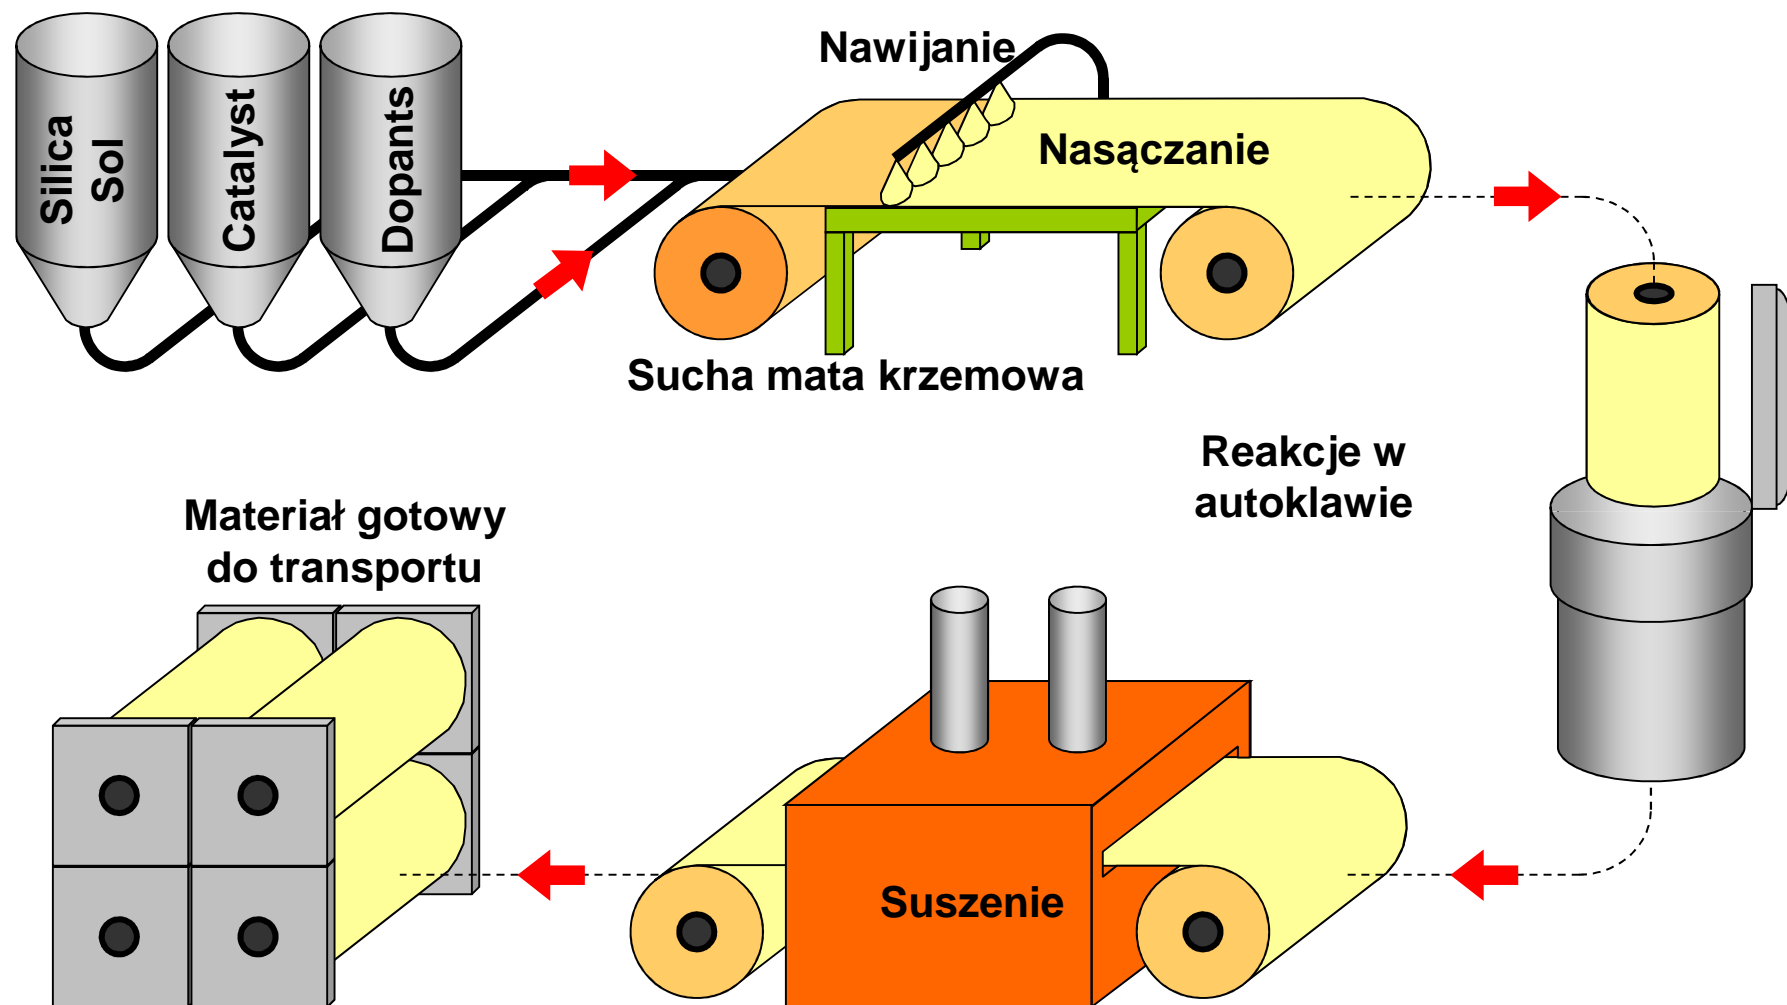 Silica
Sol
Catalyst
Dopants
Nawijanie
Nasączanie
Sucha mata krzemowa
Reakcje w
autoklawie
Materiał gotowy
do transportu
Suszenie